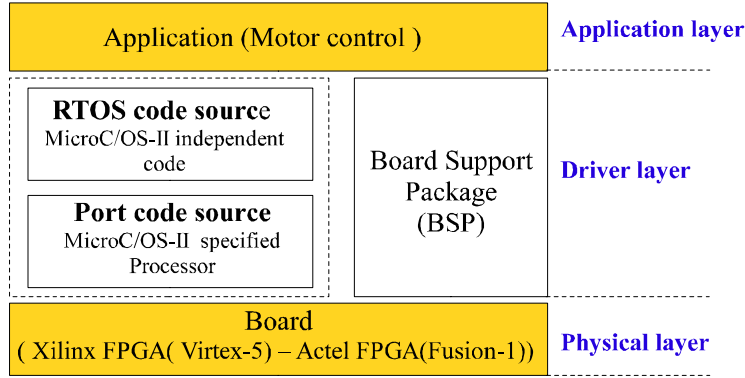 Application (Motor control )
Application layer
RTOS code source
MicroC/OS-II independent
code
Port code source
MicroC/OS-II specified
Processor
Board Support
Package
(BSP)
Driver layer
Board
( Xilinx FPGA( Virtex-5) – Actel FPGA(Fusion-1))
Physical layer